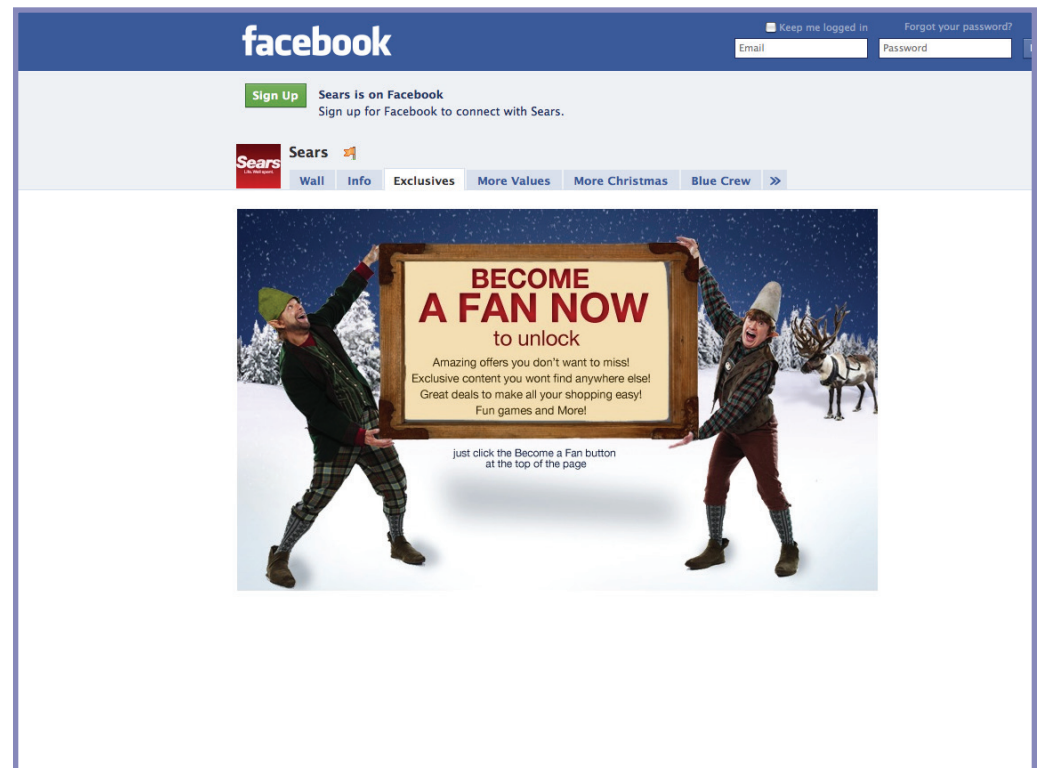 facebook
Keep me logged in
Forgot your password?
Email
Password
Sign Up
Sears is on Facebook
Sign up for Facebook to connect with Sears.
Sears
Sears
Wall
Info
Exclusives
More Values
More Christmas
Blue Crew
»
BECOME
A FAN NOW
to unlock
Amazing offers you don't want to miss!
Exclusive content you wont find anywhere else!
Great deals to make all your shopping easy!
Fun games and More!
just click the Become a Fan button
at the top of the page